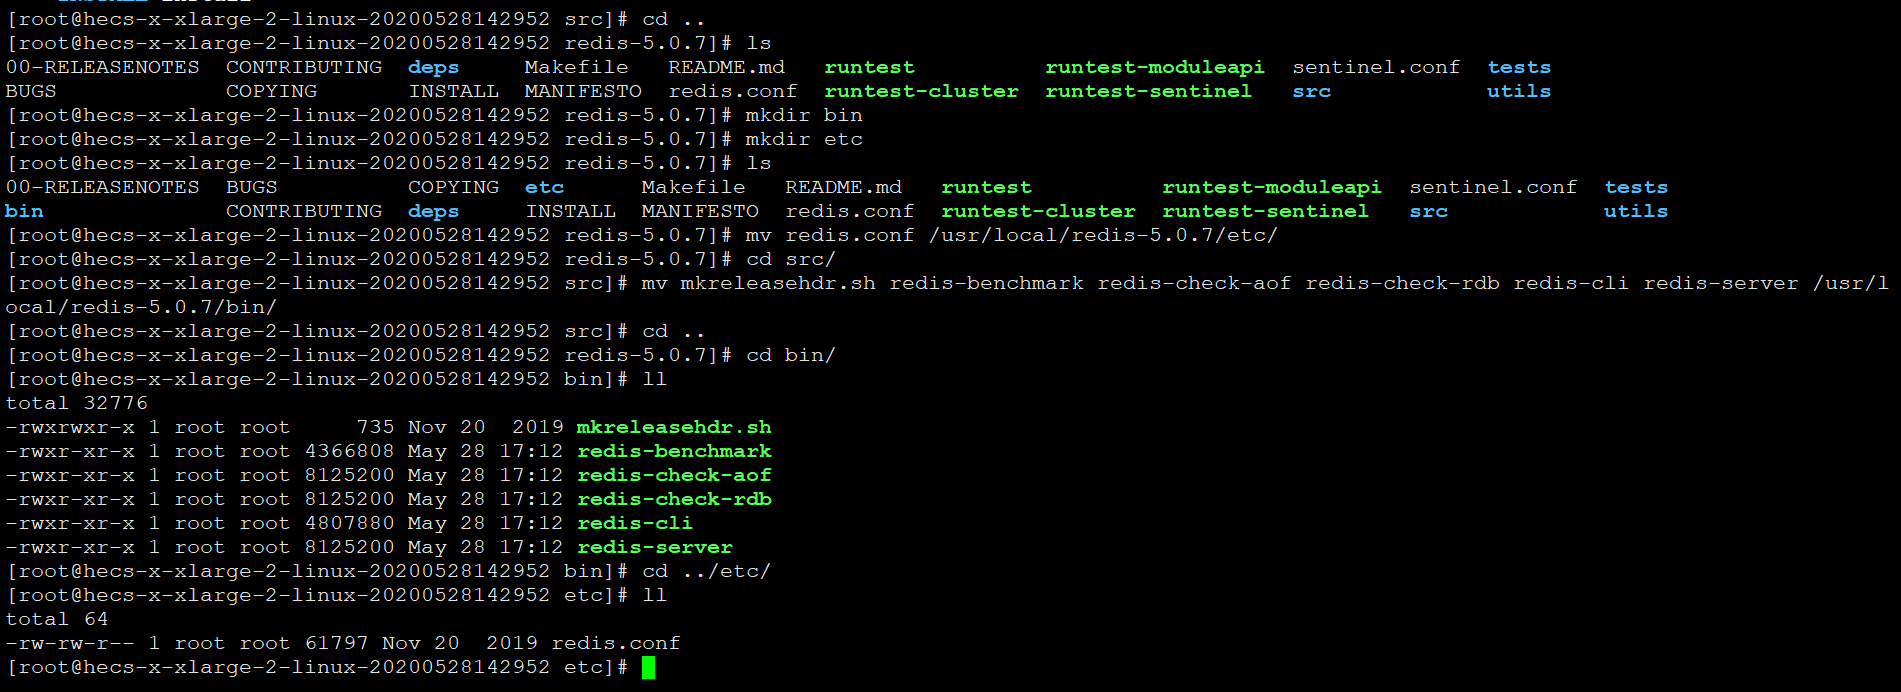 [root@hecs-x-xlarge-2-linux-20200528142952 src]# cd ..
[root@hecs-x-xlarge-2-linux-20200528142952 redis-5.0.7]# ls
00-RELEASENOTES  CONTRIBUTING  deps     Makefile   README.md   runtest          runtest-moduleapi  sentinel.conf  tests
BUGS             COPYING       INSTALL  MANIFESTO  redis.conf  runtest-cluster  runtest-sentinel   src            utils
[root@hecs-x-xlarge-2-linux-20200528142952 redis-5.0.7]# mkdir bin
[root@hecs-x-xlarge-2-linux-20200528142952 redis-5.0.7]# mkdir etc
[root@hecs-x-xlarge-2-linux-20200528142952 redis-5.0.7]# ls
00-RELEASENOTES  BUGS          COPYING  etc      Makefile   README.md   runtest          runtest-moduleapi  sentinel.conf  tests
bin              CONTRIBUTING  deps     INSTALL  MANIFESTO  redis.conf  runtest-cluster  runtest-sentinel   src            utils
[root@hecs-x-xlarge-2-linux-20200528142952 redis-5.0.7]# mv redis.conf /usr/local/redis-5.0.7/etc/
[root@hecs-x-xlarge-2-linux-20200528142952 redis-5.0.7]# cd src/
[root@hecs-x-xlarge-2-linux-20200528142952 src]# mv mkreleasehdr.sh redis-benchmark redis-check-aof redis-check-rdb redis-cli redis-server /usr/l
ocal/redis-5.0.7/bin/
[root@hecs-x-xlarge-2-linux-20200528142952 src]# cd ..
[root@hecs-x-xlarge-2-linux-20200528142952 redis-5.0.7]# cd bin/
[root@hecs-x-xlarge-2-linux-20200528142952 bin]# ll
total 32776
-rwxrwxr-x 1 root root     735 Nov 20  2019 mkreleasehdr.sh
-rwxr-xr-x 1 root root 4366808 May 28 17:12 redis-benchmark
-rwxr-xr-x 1 root root 8125200 May 28 17:12 redis-check-aof
-rwxr-xr-x 1 root root 8125200 May 28 17:12 redis-check-rdb
-rwxr-xr-x 1 root root 4807880 May 28 17:12 redis-cli
-rwxr-xr-x 1 root root 8125200 May 28 17:12 redis-server
[root@hecs-x-xlarge-2-linux-20200528142952 bin]# cd ../etc/
[root@hecs-x-xlarge-2-linux-20200528142952 etc]# ll
total 64
-rw-rw-r-- 1 root root 61797 Nov 20  2019 redis.conf
[root@hecs-x-xlarge-2-linux-20200528142952 etc]#